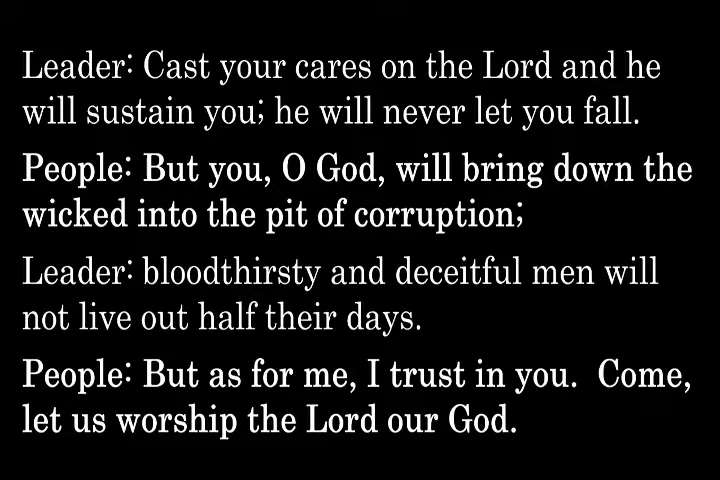 Leader: Cast your cares on the Lord and he
will sustain you; he will never let you fall.
People: But you, O God, will bring down the
wicked into the pit of corruption;
Leader: bloodthirsty and deceitful men will
not live out half their days.
People: But as for me, I trust in you.  Come,
let us worship the Lord our God.